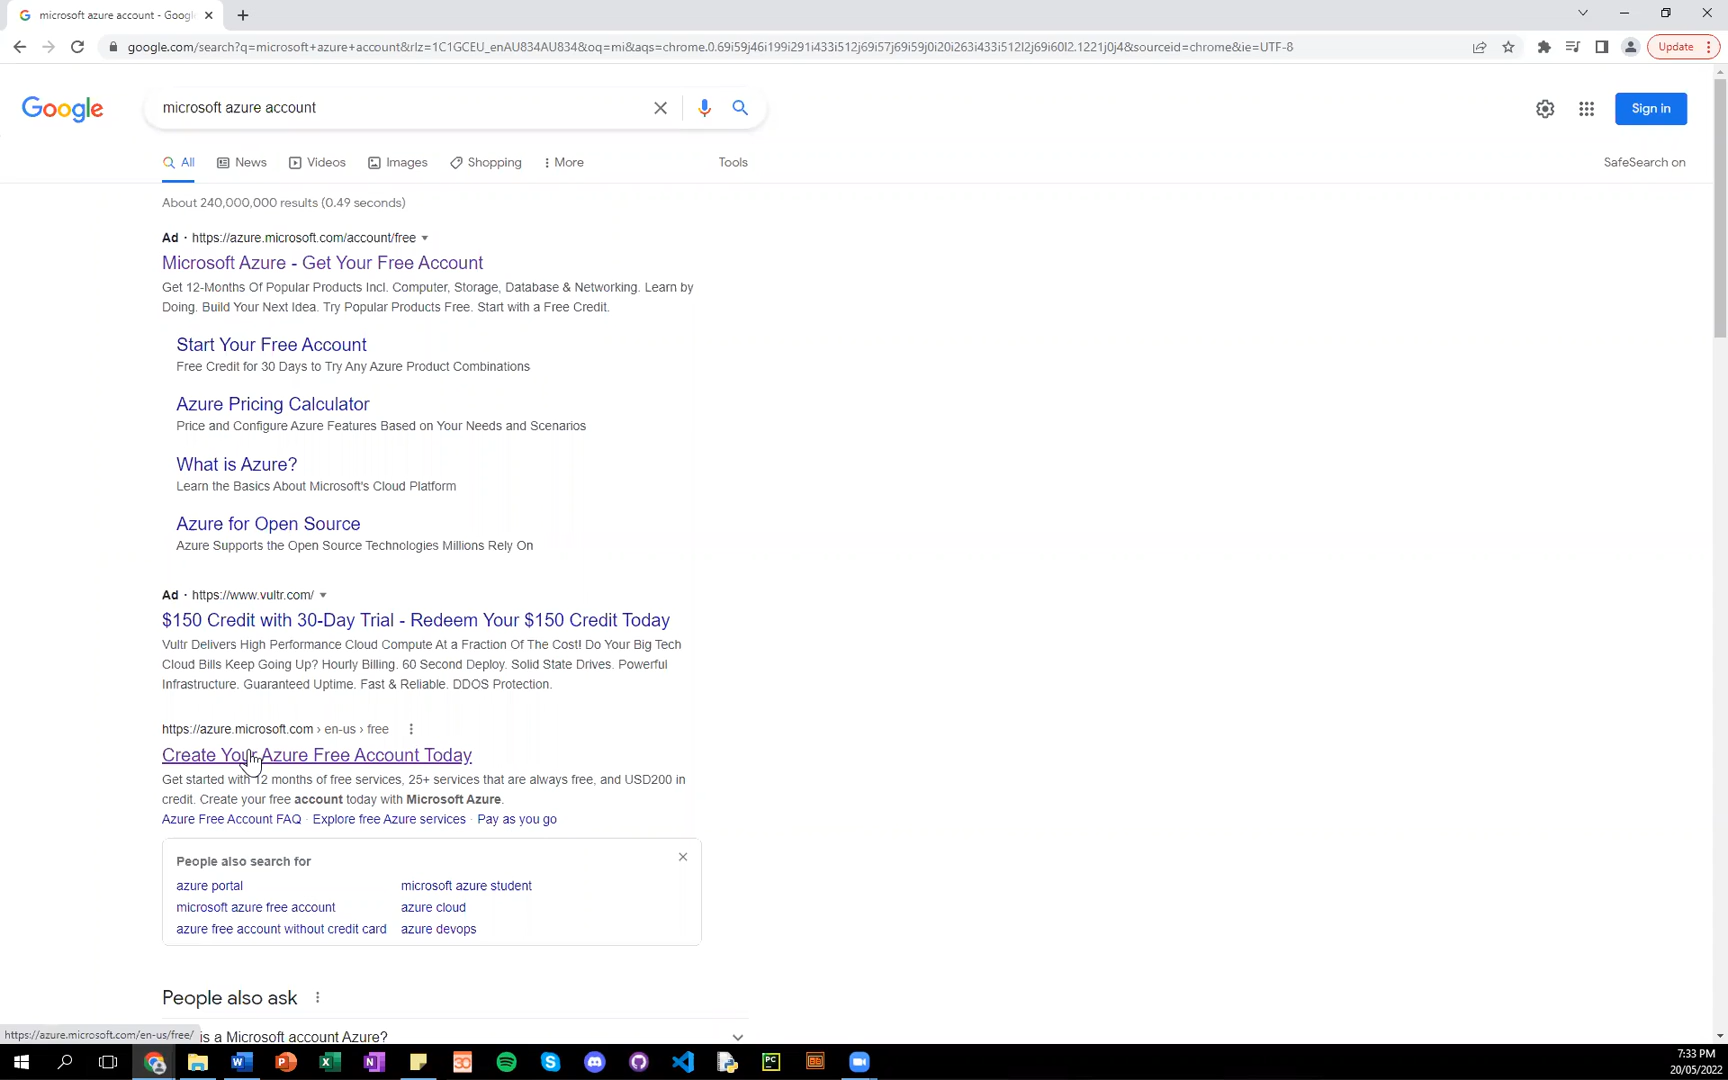 microsoft azure account - Googl
google.com/search?q=microsoft+azure+account&rlz=1C1GCEU_enAU834AU834&oq=mi&aqs=chrome.0.69i59j46i199i291i433i512j69i57j69i59j0i20i263i433i512l2j69i60l2.1221j0j4&sourceid=chrome&ie=UTF-8
Update
Google
microsoft azure account
Sign in
All News Videos Images Shopping More Tools SafeSearch on
About 240,000,000 results (0.49 seconds)
Ad · https://azure.microsoft.com/account/free
Microsoft Azure - Get Your Free Account
Get 12-Months Of Popular Products Incl. Computer, Storage, Database & Networking. Learn by
Doing. Build Your Next Idea. Try Popular Products Free. Start with a Free Credit.
Start Your Free Account
Free Credit for 30 Days to Try Any Azure Product Combinations
Azure Pricing Calculator
Price and Configure Azure Features Based on Your Needs and Scenarios
What is Azure?
Learn the Basics About Microsoft's Cloud Platform
Azure for Open Source
Azure Supports the Open Source Technologies Millions Rely On
Ad · https://www.vultr.com/
$150 Credit with 30-Day Trial - Redeem Your $150 Credit Today
Vultr Delivers High Performance Cloud Compute At a Fraction Of The Cost! Do Your Big Tech
Cloud Bills Keep Going Up? Hourly Billing. 60 Second Deploy. Solid State Drives. Powerful
Infrastructure. Guaranteed Uptime. Fast & Reliable. DDOS Protection.
https://azure.microsoft.com › en-us › free
Create Your Azure Free Account Today
Get started with 12 months of free services, 25+ services that are always free, and USD200 in
credit. Create your free account today with Microsoft Azure.
Azure Free Account FAQ · Explore free Azure services · Pay as you go
People also search for
azure portal microsoft azure student
microsoft azure free account azure cloud
azure free account without credit card azure devops
People also ask
https://azure.microsoft.com/en-us/free/ is a Microsoft account Azure?
7:33 PM
20/05/2022